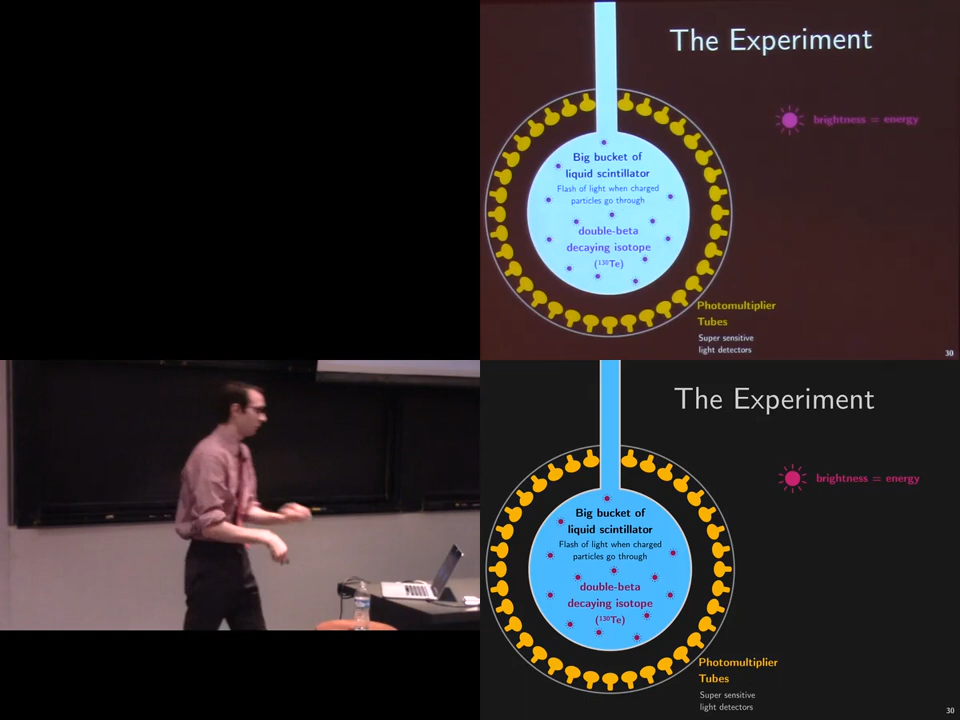 The Experiment
brightness = energy
Big bucket of
liquid scintillator
Flash of light when charged
particles go through
double-beta
decaying isotope
(¹³⁰Te)
Photomultiplier
Tubes
Super sensitive
light detectors
30
The Experiment
brightness = energy
Big bucket of
liquid scintillator
Flash of light when charged
particles go through
double-beta
decaying isotope
(¹³⁰Te)
Photomultiplier
Tubes
Super sensitive
light detectors
30